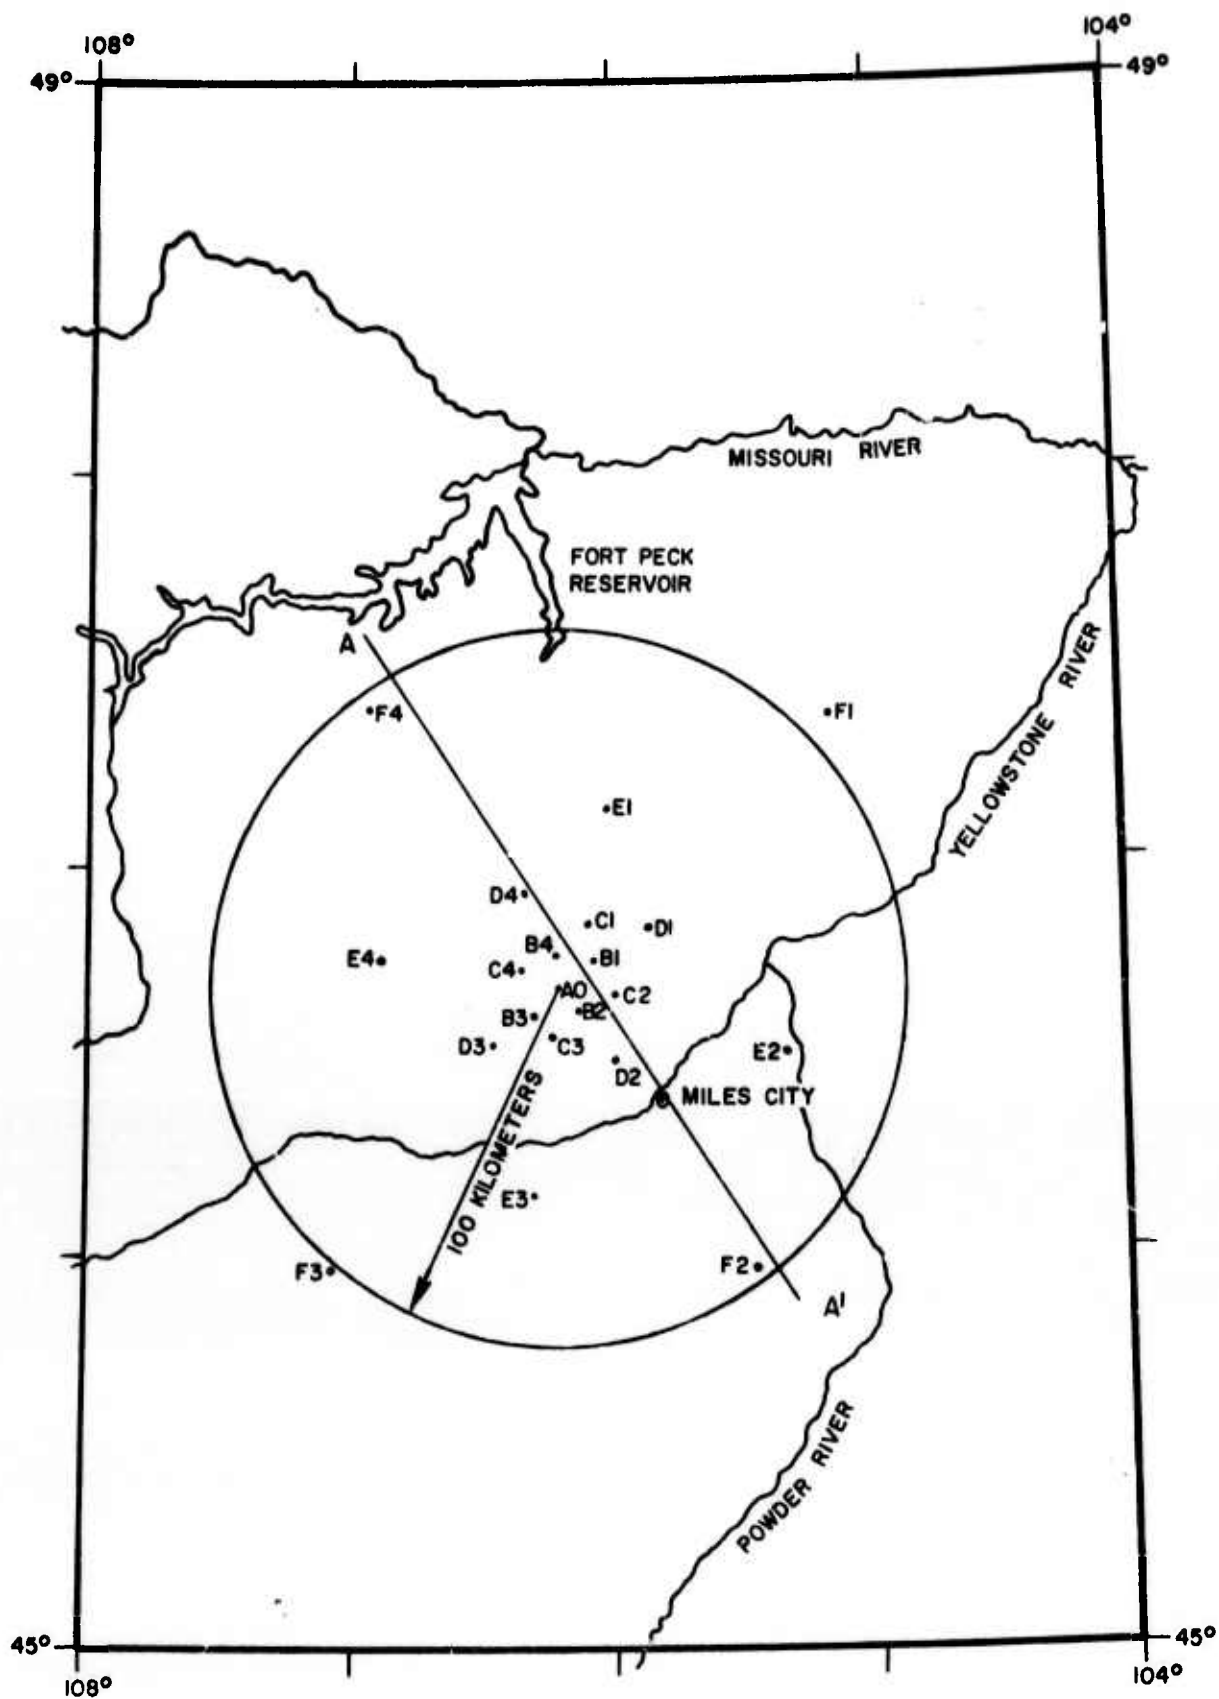 108°
104°
49°
49°
MISSOURI RIVER
FORT PECK
RESERVOIR
A
F4
F1
YELLOWSTONE RIVER
E1
D4
C1
D1
B4
B1
E4
C4
A0
C2
B2
B3
D3
C3
E2
D2
MILES CITY
100 KILOMETERS
E3
F3
F2
A'
POWDER RIVER
45°
45°
108°
104°